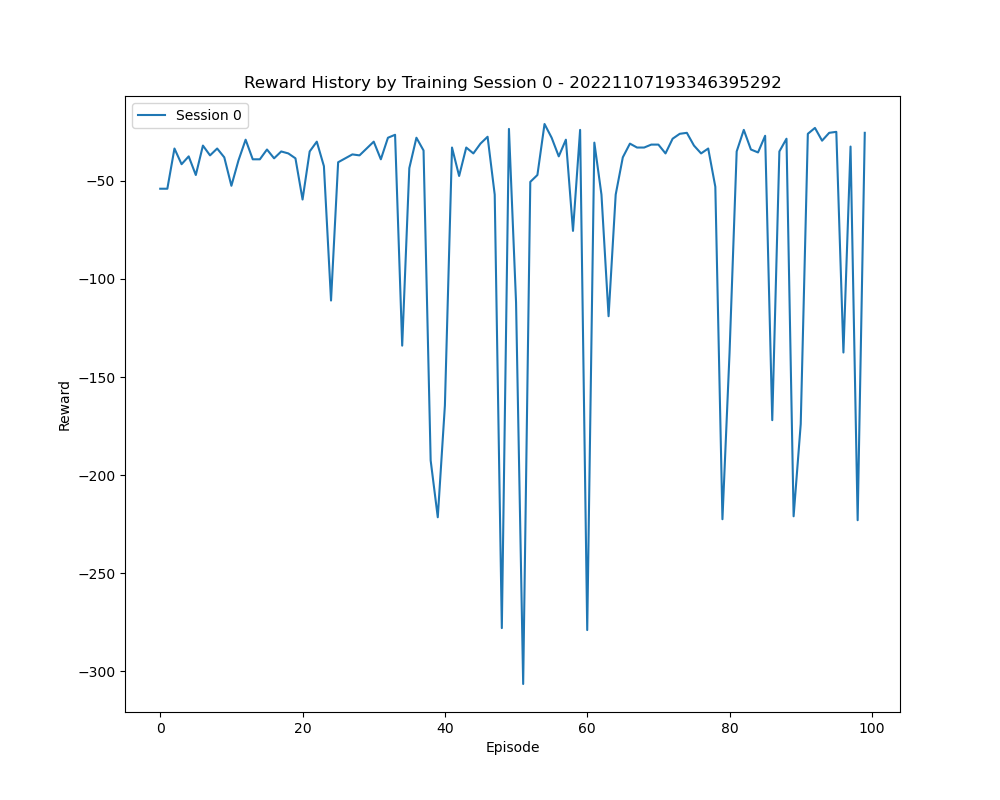 Reward History by Training Session 0 - 20221107193346395292
Session 0
Reward
−50
−100
−150
−200
−250
−300
0 20 40 60 80 100
Episode